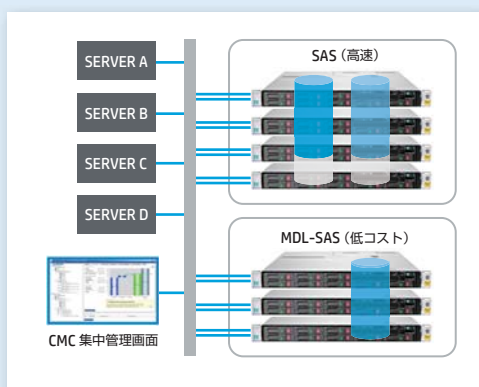 SERVER A
SERVER B
SERVER C
SERVER D
CMC 集中管理画面
SAS（高速）
MDL-SAS（低コスト）